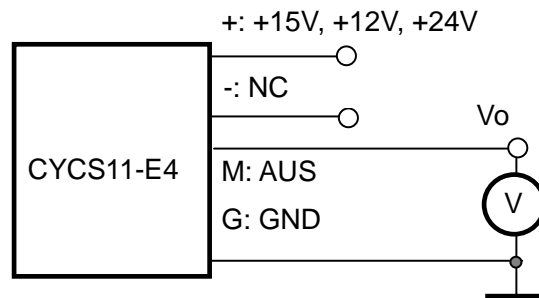 +: +15V, +12V, +24V
-: NC
Vo
CYCS11-E4
M: AUS
V
G: GND